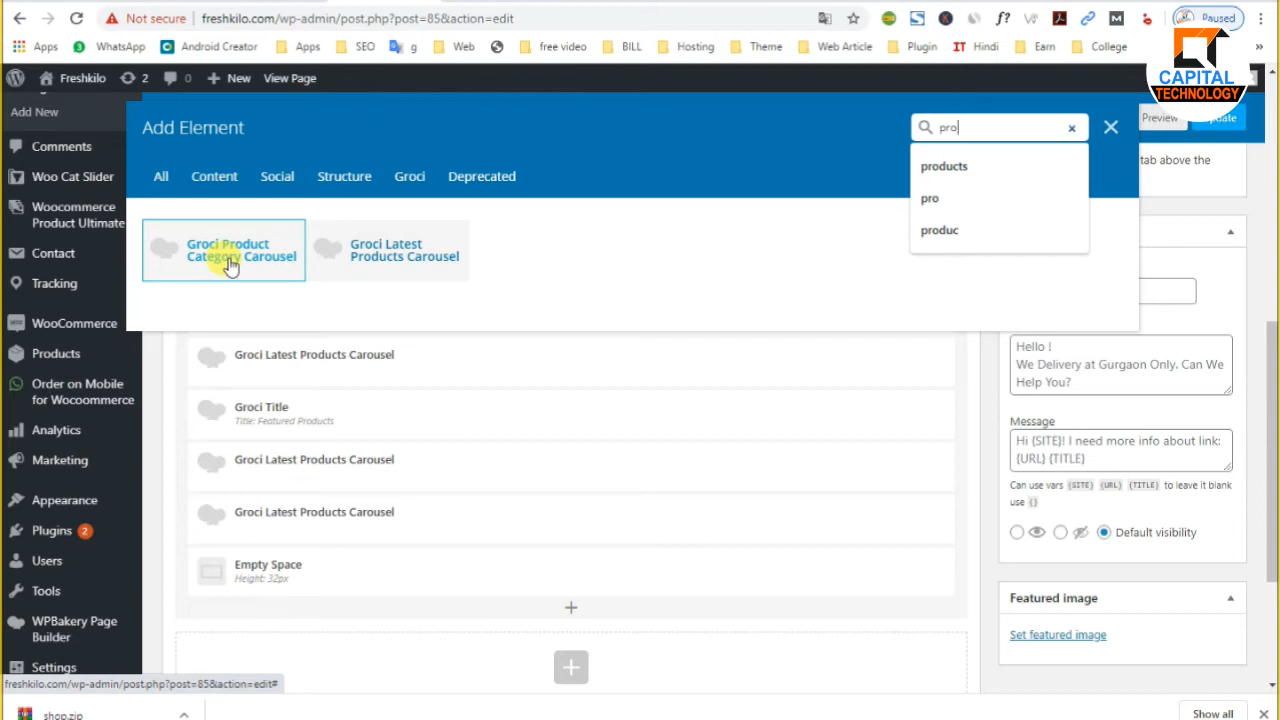 Not secure freshkilo.com/wp-admin/post.php?post=85&action=edit Paused
Apps WhatsApp Android Creator Apps SEO g Web free video BILL Hosting Theme Web Article Plugin IT Hindi Earn College »
Freshkilo 2 0 New View Page
CAPITAL
TECHNOLOGY
Add New
Comments
Woo Cat Slider
Woocommerce
Product Ultimate
Contact
Tracking
WooCommerce
Products
Order on Mobile
for Wocoommerce
Analytics
Marketing
Appearance
Plugins 2
Users
Tools
WPBakery Page
Builder
Settings
Add Element
pro
products
pro
produc
All Content Social Structure Groci Deprecated
Groci Product
Category Carousel
Groci Latest
Products Carousel
Groci Latest Products Carousel
Groci Title
Title: Featured Products
Groci Latest Products Carousel
Groci Latest Products Carousel
Empty Space
Height: 32px
Preview
tab above the
Hello !
We Delivery at Gurgaon Only. Can We
Help You?
Message
Hi {SITE}! I need more info about link:
{URL} {TITLE}
Can use vars {SITE} {URL} {TITLE} to leave it blank
use {}
Default visibility
Featured image
Set featured image
freshkilo.com/wp-admin/post.php?post=85&action=edit#
shop.zip
Show all